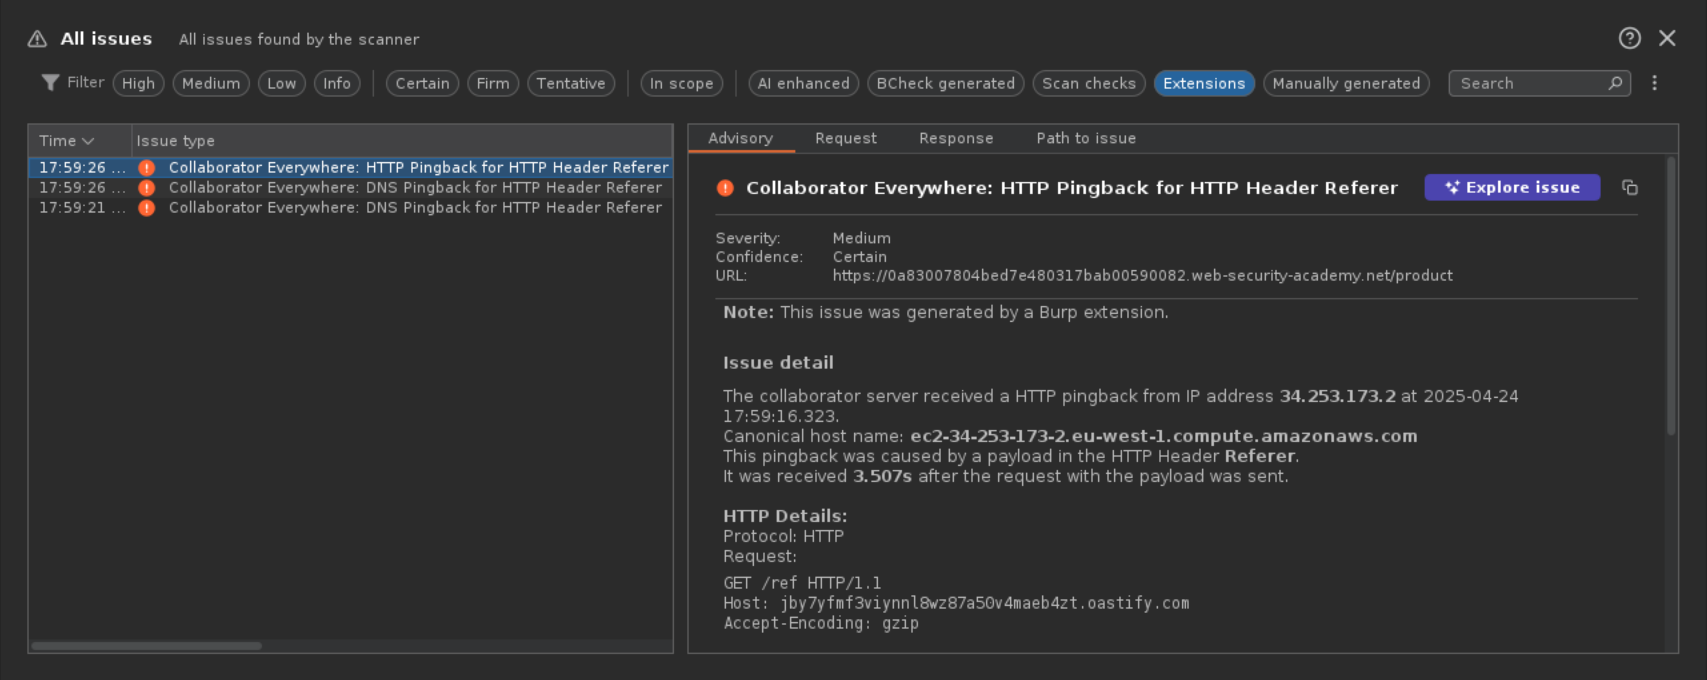 All issues All issues found by the scanner
Filter High Medium Low Info Certain Firm Tentative In scope AI enhanced BCheck generated Scan checks Extensions Manually generated Search
Time Issue type
17:59:26 ... Collaborator Everywhere: HTTP Pingback for HTTP Header Referer
17:59:26 ... Collaborator Everywhere: DNS Pingback for HTTP Header Referer
17:59:21 ... Collaborator Everywhere: DNS Pingback for HTTP Header Referer
Advisory Request Response Path to issue
Collaborator Everywhere: HTTP Pingback for HTTP Header Referer Explore issue
Severity: Medium
Confidence: Certain
URL: https://0a83007804bed7e480317bab00590082.web-security-academy.net/product
Note: This issue was generated by a Burp extension.
Issue detail
The collaborator server received a HTTP pingback from IP address 34.253.173.2 at 2025-04-24
17:59:16.323.
Canonical host name: ec2-34-253-173-2.eu-west-1.compute.amazonaws.com
This pingback was caused by a payload in the HTTP Header Referer.
It was received 3.507s after the request with the payload was sent.
HTTP Details:
Protocol: HTTP
Request:
GET /ref HTTP/1.1
Host: jby7yfmf3viynnl8wz87a50v4maeb4zt.oastify.com
Accept-Encoding: gzip